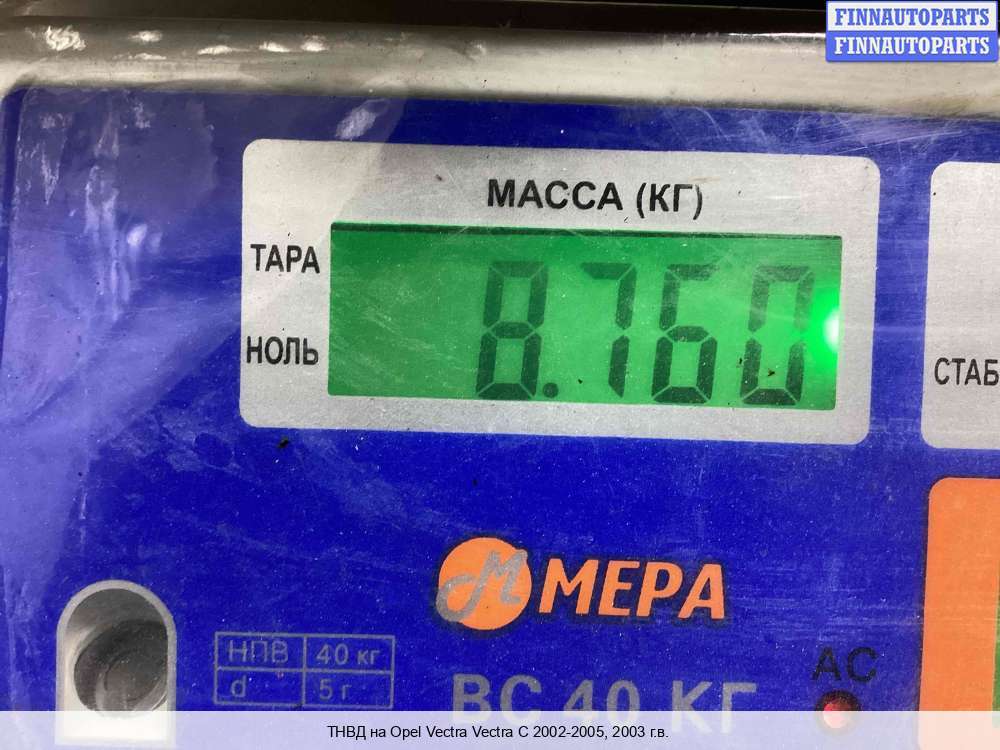 FINNAUTOPARTS
FINNAUTOPARTS
МАССА (КГ)
ТАРА
8.760
НОЛЬ
СТАБ
МЕРА
НПВ 40 кг
d 5 г
ВС 40 КГ
АС
ТНВД на Opel Vectra Vectra C 2002-2005, 2003 г.в.